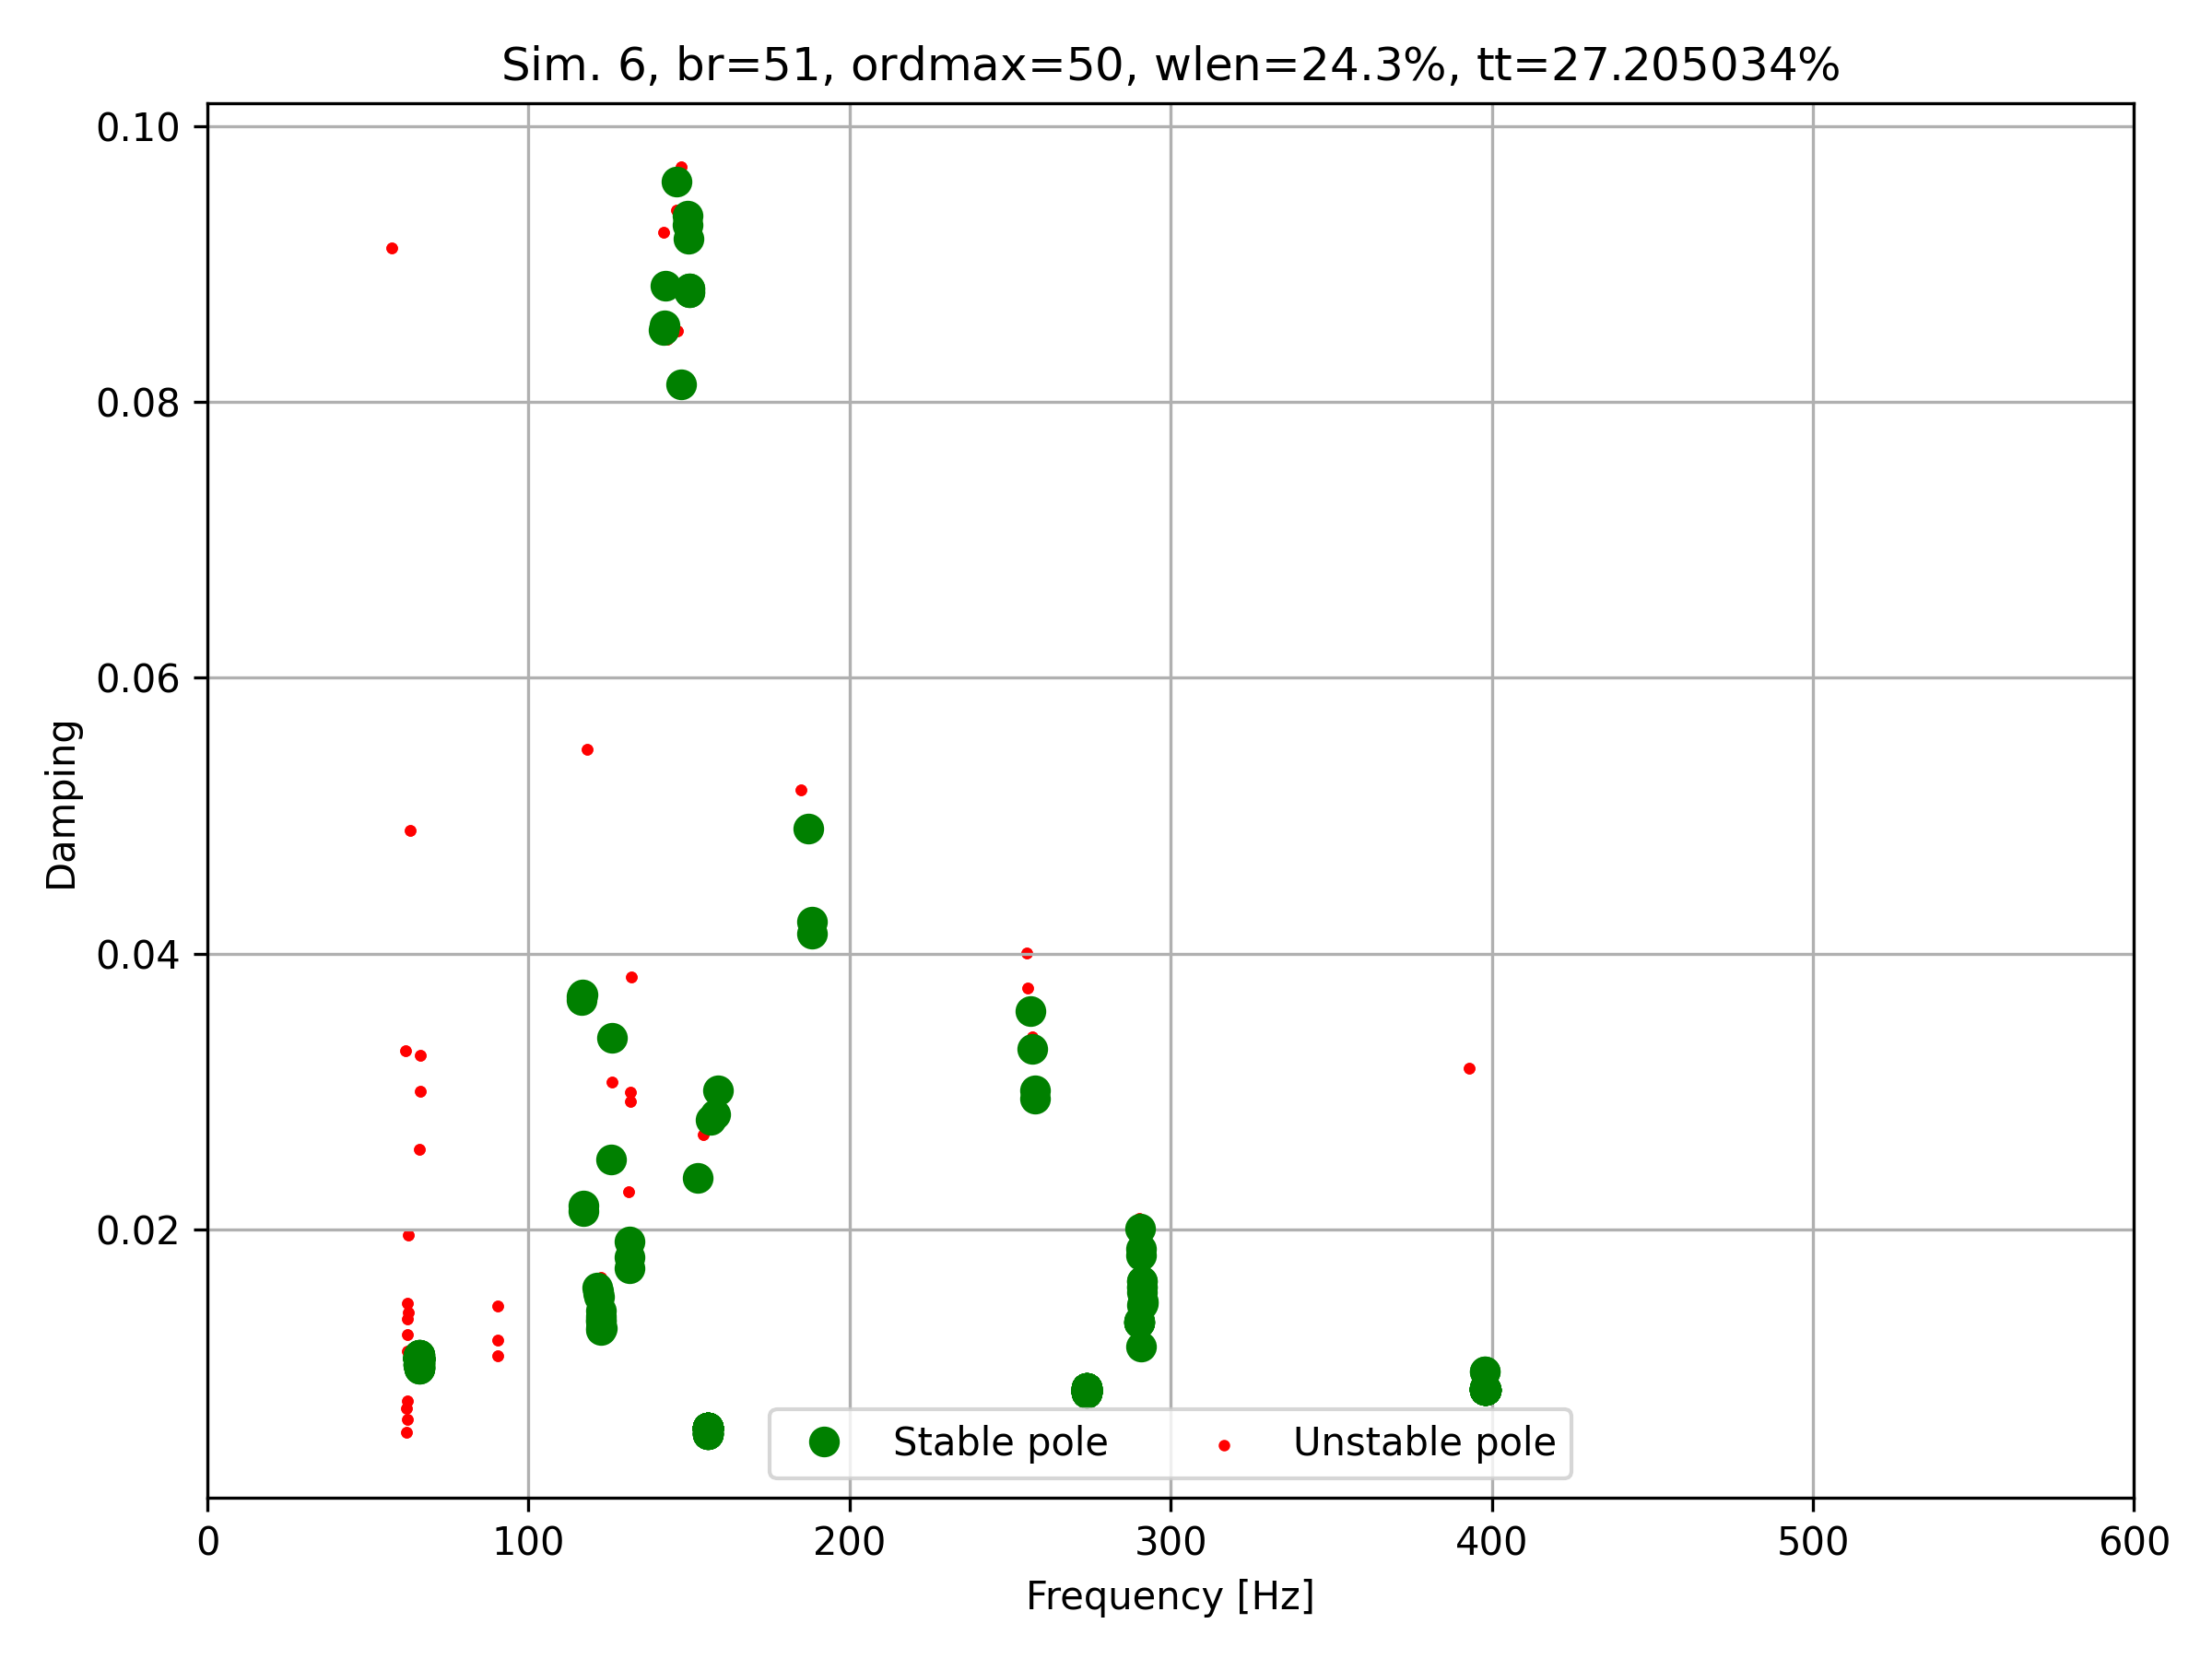 Sim. 6, br=51, ordmax=50, wlen=24.3%, tt=27.205034%
0.10
0.08
0.06
0.04
0.02
Damping
Stable pole
Unstable pole
0 100 200 300 400 500 600
Frequency [Hz]